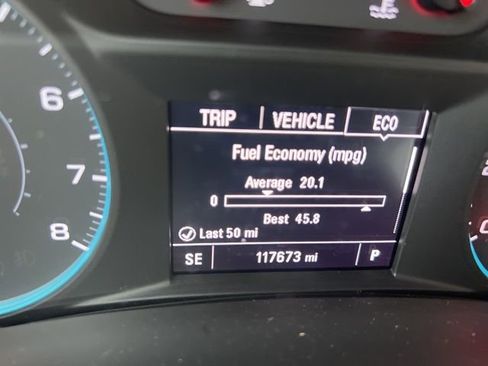 6
7
8
TRIP VEHICLE ECO
Fuel Economy (mpg)
Average 20.1
0
Best 45.8
Last 50 mi
SE 117673 mi P